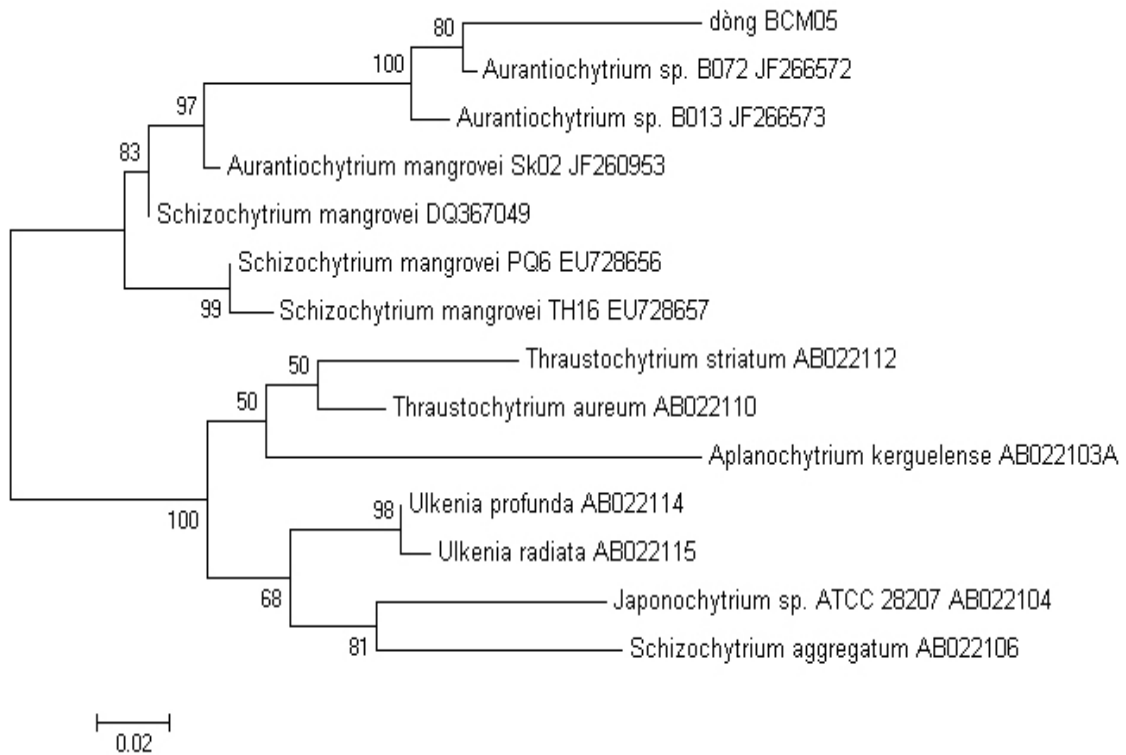 dòng BCM05
80
Aurantiochytrium sp. B072 JF266572
100
Aurantiochytrium sp. B013 JF266573
97
Aurantiochytrium mangrovei Sk02 JF260953
83
Schizochytrium mangrovei DQ367049
Schizochytrium mangrovei PQ6 EU728656
99
Schizochytrium mangrovei TH16 EU728657
Thraustochytrium striatum AB022112
50
Thraustochytrium aureum AB022110
50
Aplanochytrium kerguelense AB022103A
100
98
Ulkenia profunda AB022114
Ulkenia radiata AB022115
68
Japonochytrium sp. ATCC 28207 AB022104
81
Schizochytrium aggregatum AB022106
0.02